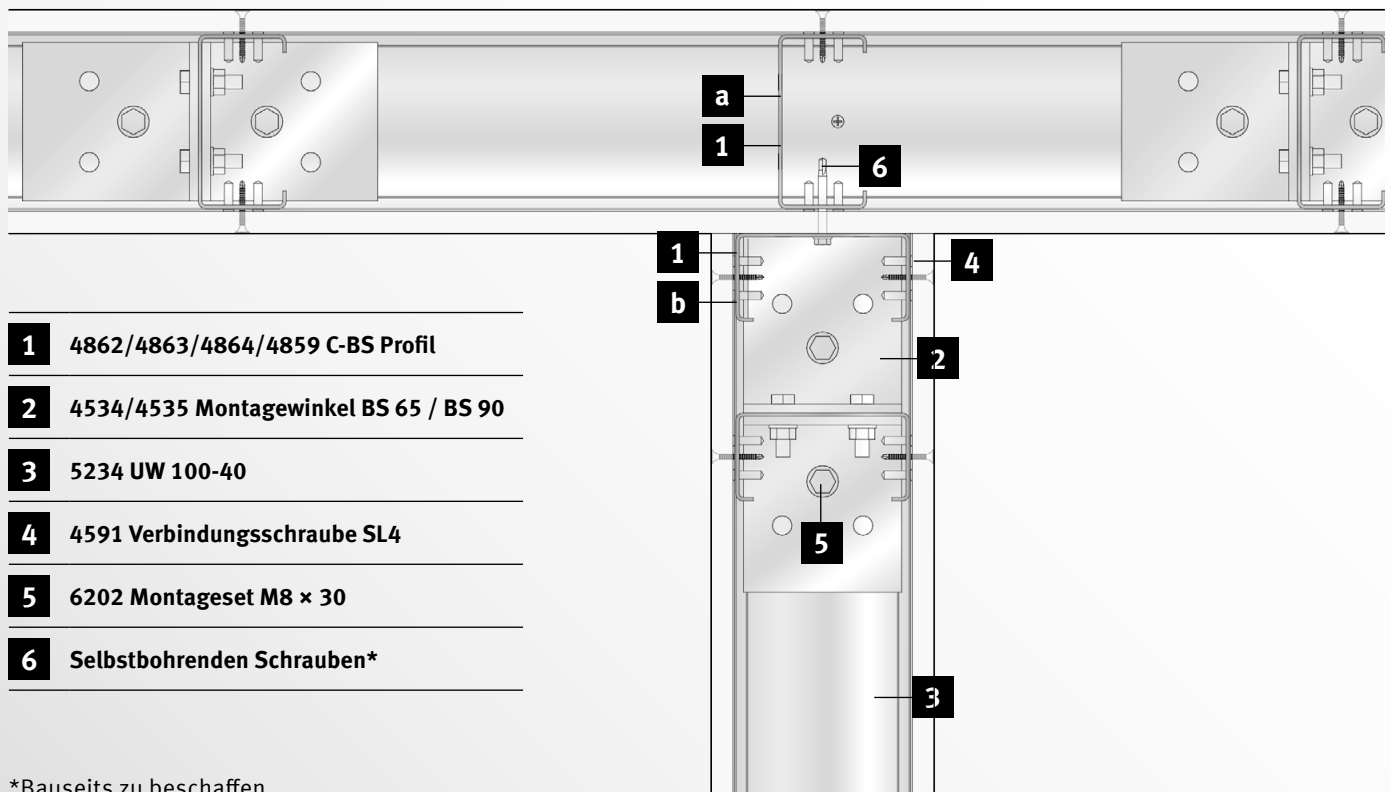 a
1
6
1
4
b
2
5
3
1 4862/4863/4864/4859 C-BS Profil
2 4534/4535 Montagewinkel BS 65 / BS 90
3 5234 UW 100-40
4 4591 Verbindungsschraube SL4
5 6202 Montageset M8 × 30
6 Selbstbohrenden Schrauben*
*Bauseits zu beschaffen